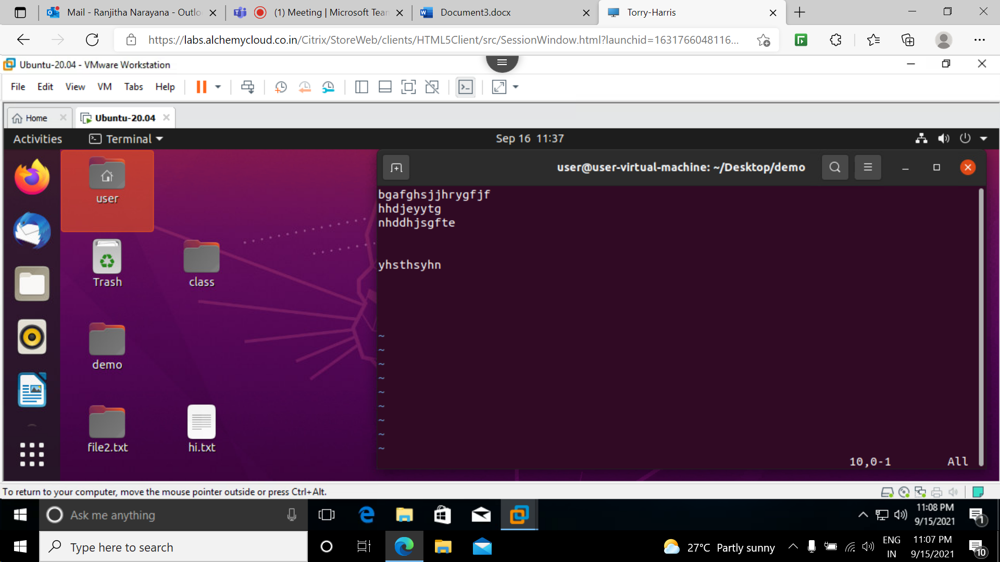 Mail - Ranjitha Narayana - Outlo
(1) Meeting | Microsoft Tean
Document3.docx
Torry-Harris
https://labs.alchemycloud.co.in/Citrix/StoreWeb/clients/HTML5Client/src/SessionWindow.html?launchid=1631766048116...
Ubuntu-20.04 - VMware Workstation
File Edit View VM Tabs Help
Home
Ubuntu-20.04
Activities Terminal Sep 16 11:37
user@user-virtual-machine: ~/Desktop/demo
user
Trash
class
demo
file2.txt
hi.txt
bgafghsjjhrygfjf
hhdjeyytg
nhddhjsgfte
yhsthsyhn
~
~
~
~
~
~
~
~
~
10,0-1 All
To return to your computer, move the mouse pointer outside or press Ctrl+Alt.
Ask me anything
11:08 PM
9/15/2021
1
Type here to search
27°C Partly sunny
ENG
IN
11:07 PM
9/15/2021
10